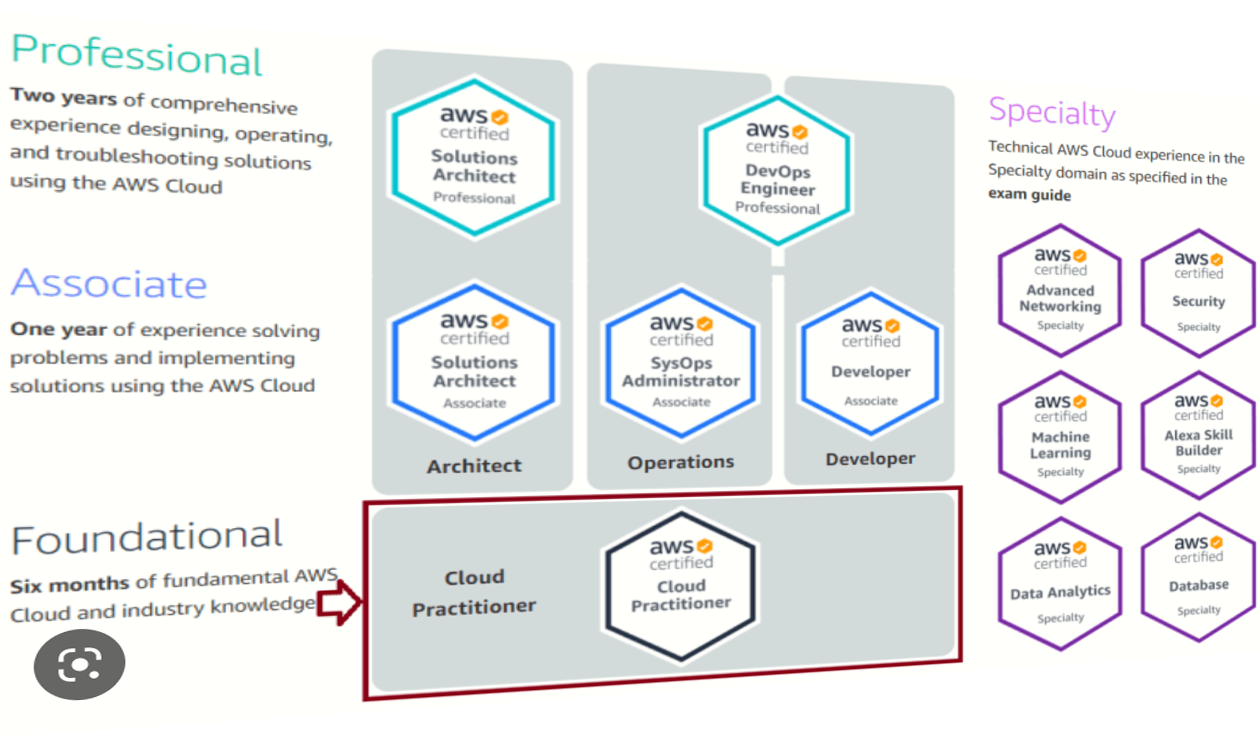 Professional
Two years of comprehensive
experience designing, operating,
and troubleshooting solutions
using the AWS Cloud
aws
certified
Solutions
Architect
Professional
aws
certified
DevOps
Engineer
Professional
Associate
One year of experience solving
problems and implementing
solutions using the AWS Cloud
aws
certified
Solutions
Architect
Associate
Architect
aws
certified
SysOps
Administrator
Associate
Operations
aws
certified
Developer
Associate
Developer
Foundational
Six months of fundamental AWS
Cloud and industry knowledge
Cloud
Practitioner
aws
certified
Cloud
Practitioner
Specialty
Technical AWS Cloud experience in the
Specialty domain as specified in the
exam guide
aws
certified
Advanced
Networking
Specialty
aws
certified
Security
Specialty
aws
certified
Machine
Learning
Specialty
aws
certified
Alexa Skill
Builder
Specialty
aws
certified
Data Analytics
Specialty
aws
certified
Database
Specialty